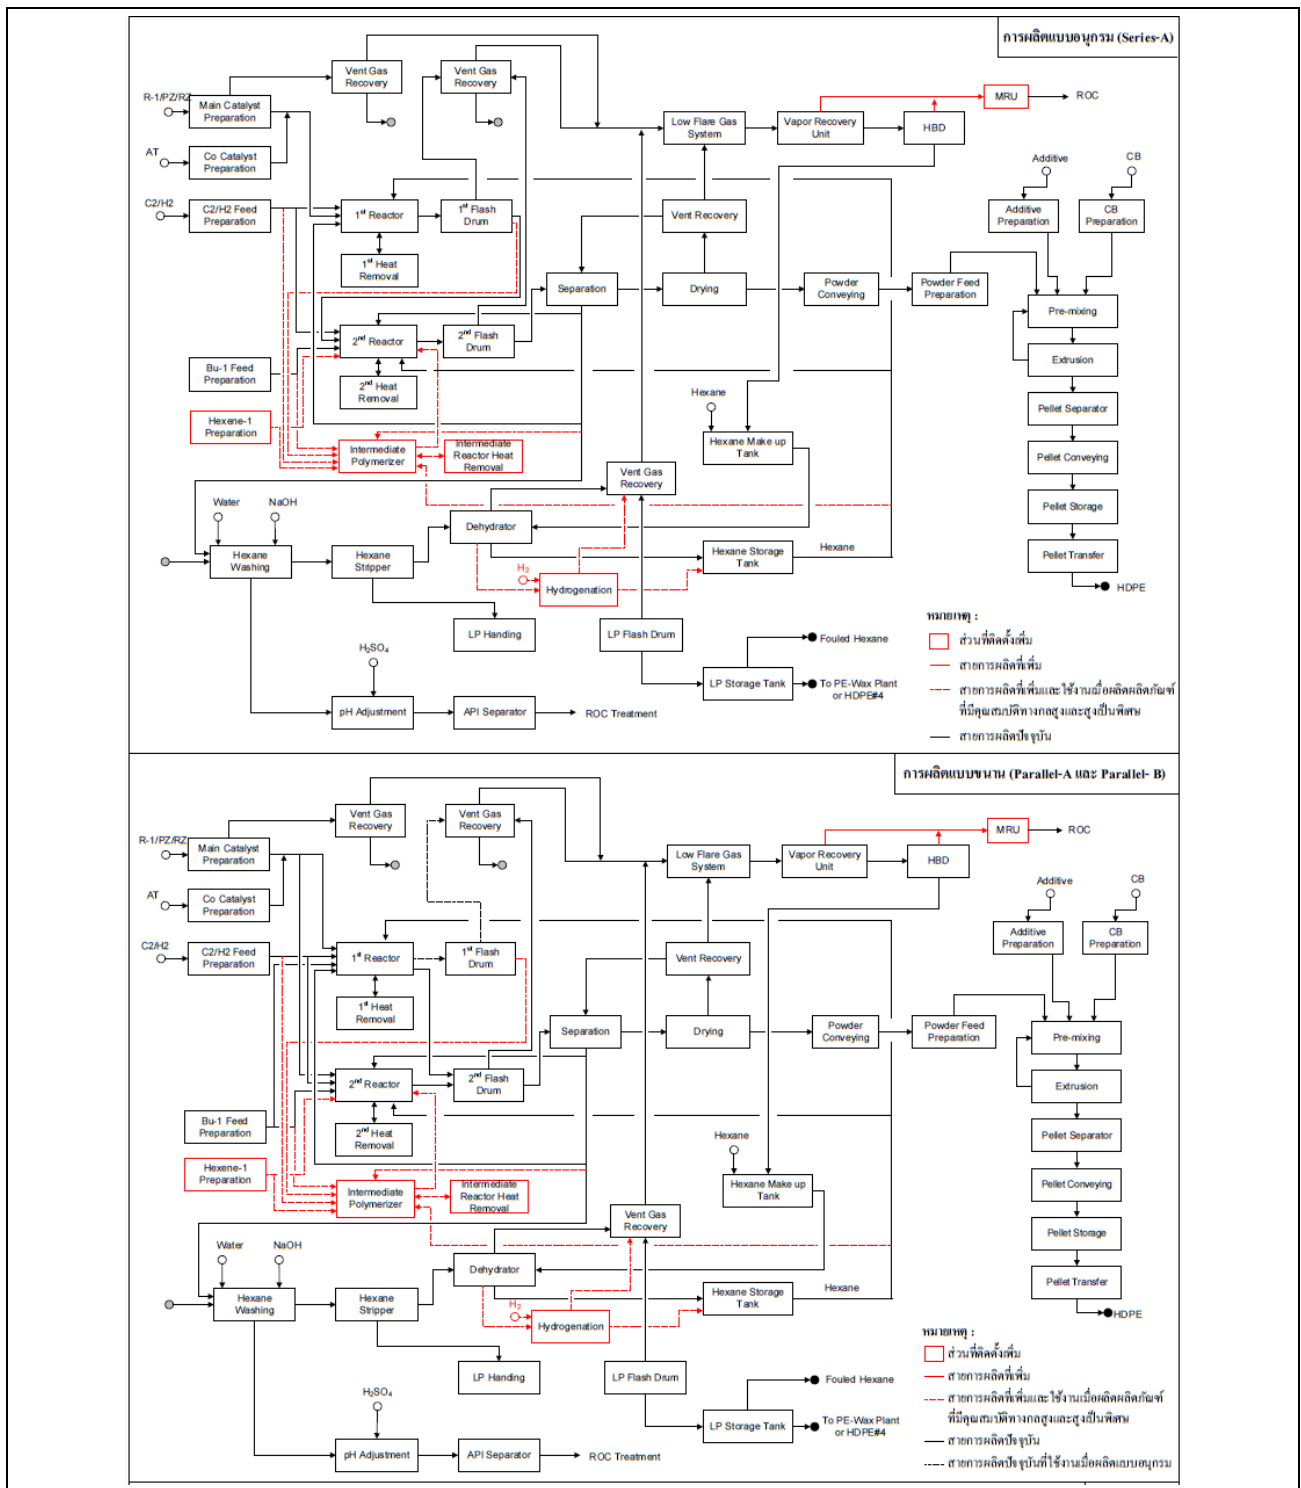 การผลิตแบบอนุกรม (Series-A)
Vent Gas
Recovery
Vent Gas
Recovery
R-1/PZ/RZ
Main Catalyst
Preparation
MRU
ROC
Low Flare Gas
System
Vapor Recovery
Unit
HBD
AT
Co Catalyst
Preparation
Additive
CB
C2/H2
C2/H2 Feed
Preparation
1st Reactor
1st Flash
Drum
Vent Recovery
Additive
Preparation
CB
Preparation
1st Heat
Removal
Separation
Drying
Powder
Conveying
Powder Feed
Preparation
Pre-mixing
2nd Reactor
2nd Flash
Drum
Extrusion
Bu-1 Feed
Preparation
2nd Heat
Removal
Hexane
Pellet Separator
Hexene-1
Preparation
Intermediate
Polymerizer
Intermediate
Reactor Heat
Removal
Hexane Make up
Tank
Pellet Conveying
Vent Gas
Recovery
Water
NaOH
Pellet Storage
Dehydrator
Hexane
Washing
Hexane
Stripper
Hexane Storage
Tank
Hexane
Pellet Transfer
H2
Hydrogenation
HDPE
LP Handing
LP Flash Drum
หมายเหตุ :
Fouled Hexane
ส่วนที่ติดตั้งเพิ่ม
H2SO4
สายการผลิตที่เพิ่ม
LP Storage Tank
To PE-Wax Plant
or HDPE#4
สายการผลิตที่เพิ่มและใช้งานเมื่อผลิตผลิตภัณฑ์
ที่มีคุณสมบัติทางกลสูงและสูงเป็นพิเศษ
pH Adjustment
API Separator
ROC Treatment
สายการผลิตปัจจุบัน
การผลิตแบบขนาน (Parallel-A และ Parallel- B)
Vent Gas
Recovery
Vent Gas
Recovery
R-1/PZ/RZ
Main Catalyst
Preparation
MRU
ROC
Low Flare Gas
System
Vapor Recovery
Unit
HBD
AT
Co Catalyst
Preparation
Additive
CB
C2/H2
C2/H2 Feed
Preparation
1st Reactor
1st Flash
Drum
Vent Recovery
Additive
Preparation
CB
Preparation
1st Heat
Removal
Separation
Drying
Powder
Conveying
Powder Feed
Preparation
Pre-mixing
2nd Reactor
2nd Flash
Drum
Extrusion
Bu-1 Feed
Preparation
2nd Heat
Removal
Hexane
Pellet Separator
Hexene-1
Preparation
Intermediate
Polymerizer
Intermediate
Reactor Heat
Removal
Hexane Make up
Tank
Pellet Conveying
Vent Gas
Recovery
Water
NaOH
Pellet Storage
Dehydrator
Hexane
Washing
Hexane
Stripper
Hexane Storage
Tank
Hexane
Pellet Transfer
H2
Hydrogenation
HDPE
หมายเหตุ :
ส่วนที่ติดตั้งเพิ่ม
LP Handing
LP Flash Drum
Fouled Hexane
สายการผลิตที่เพิ่ม
H2SO4
สายการผลิตที่เพิ่มและใช้งานเมื่อผลิตผลิตภัณฑ์
ที่มีคุณสมบัติทางกลสูงและสูงเป็นพิเศษ
LP Storage Tank
To PE-Wax Plant
or HDPE#4
สายการผลิตปัจจุบัน
pH Adjustment
API Separator
ROC Treatment
สายการผลิตปัจจุบันที่ใช้งานเมื่อผลิตแบบอนุกรม